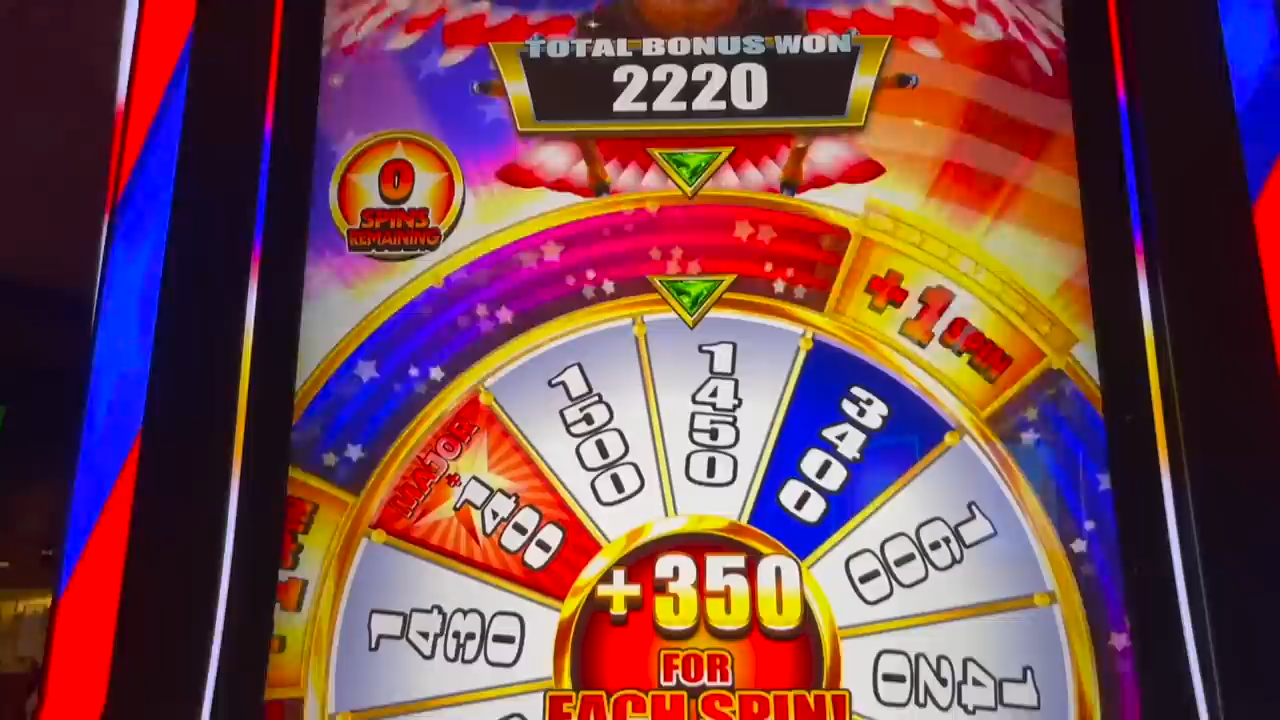 TOTAL BONUS WON
2220
0
SPINS
REMAINING
+1 SPIN
1450
1500
3400
MAJOR
+
1400
1600
1430
1420
+350
FOR
EACH SPIN!